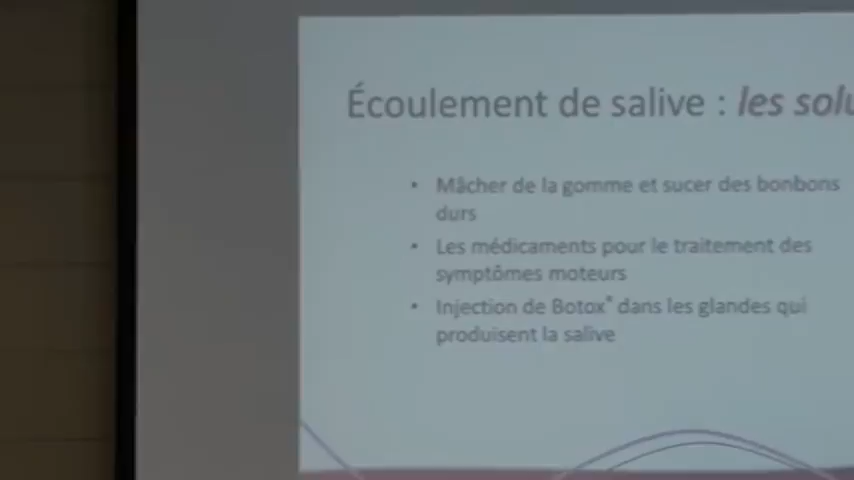 Écoulement de salive : les solu
• Mâcher de la gomme et sucer des bonbons
durs
• Les médicaments pour le traitement des
symptômes moteurs
• Injection de Botox® dans les glandes qui
produisent la salive